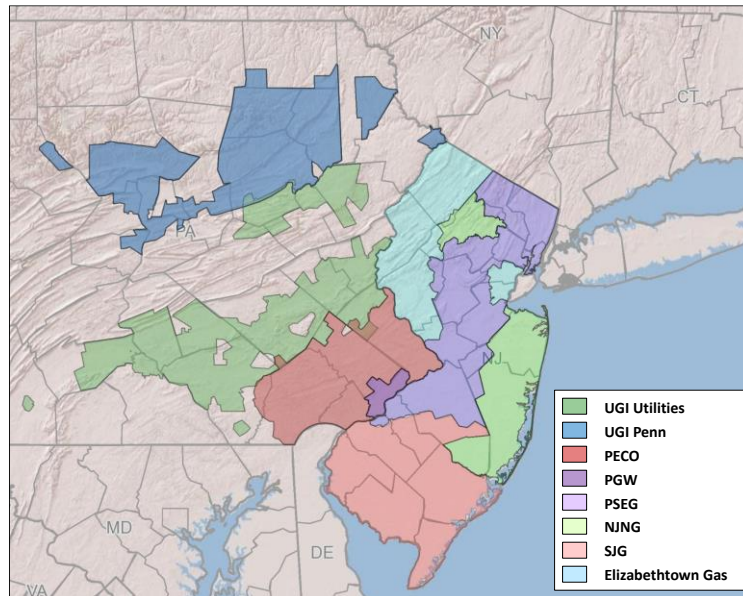 NY
CT
PA
NJ
MD
DE
VA
UGI Utilities
UGI Penn
PECO
PGW
PSEG
NJNG
SJG
Elizabethtown Gas